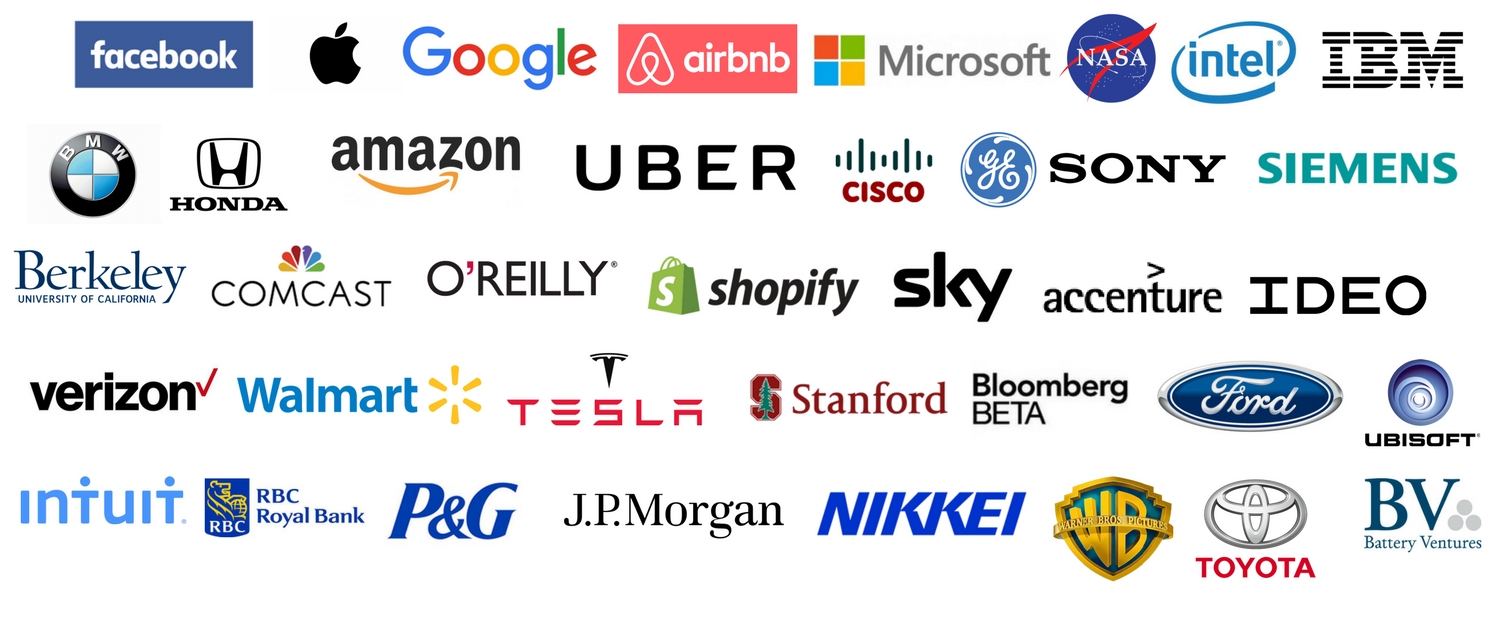 facebook
Google
airbnb
Microsoft
NASA
intel®
IBM
BMW
HONDA
amazon
UBER
CISCO
GE
SONY
SIEMENS
Berkeley
UNIVERSITY OF CALIFORNIA
COMCAST
O'REILLY®
S shopify
sky
accenture
>
IDEO
verizon✓
Walmart
TESLA
S Stanford
Bloomberg
BETA
Ford
UBISOFT®
ıntuıt®
RBC
RBC
Royal Bank
P&G
J.P.Morgan
NIKKEI
WB
WARNER BROS PICTURES
TOYOTA
BV
Battery Ventures